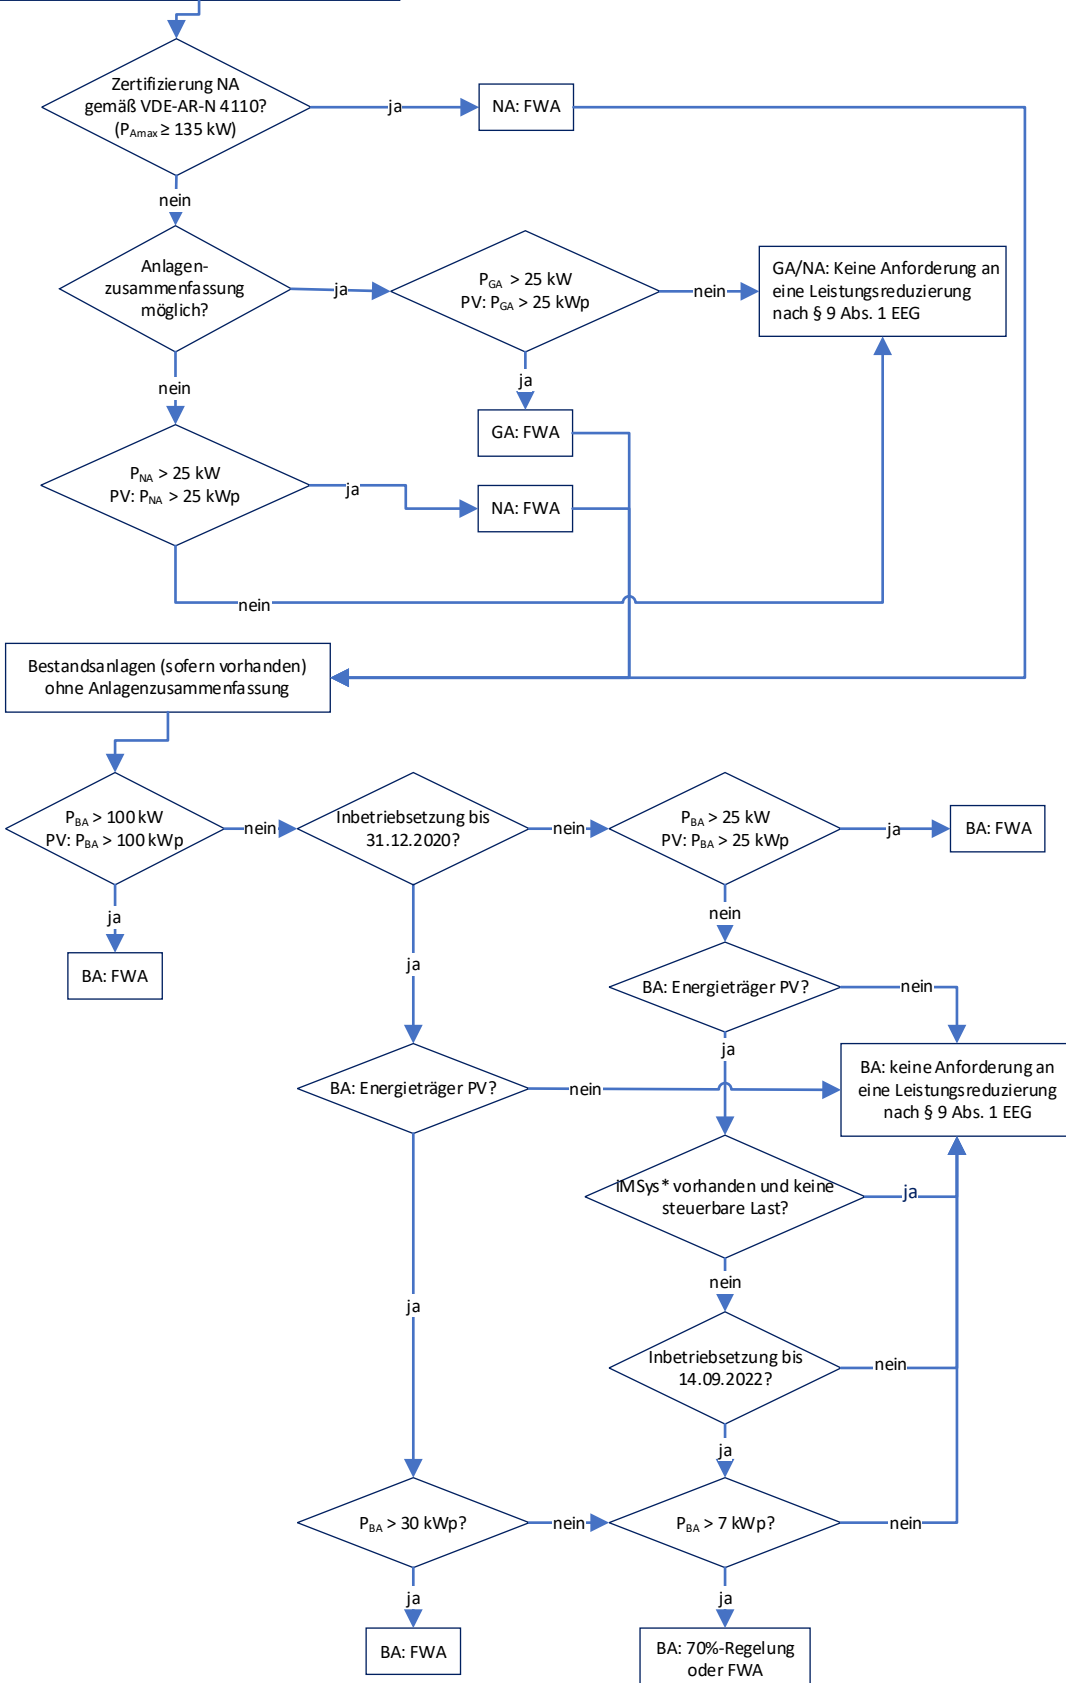 Zertifizierung NA
gemäß VDE-AR-N 4110?
(PAmax ≥ 135 kW)
ja
NA: FWA
nein
Anlagen-
zusammenfassung
möglich?
ja
PGA > 25 kW
PV: PGA > 25 kWp
nein
GA/NA: Keine Anforderung an
eine Leistungsreduzierung
nach § 9 Abs. 1 EEG
ja
GA: FWA
nein
PNA > 25 kW
PV: PNA > 25 kWp
ja
NA: FWA
nein
Bestandsanlagen (sofern vorhanden)
ohne Anlagenzusammenfassung
PBA > 100 kW
PV: PBA > 100 kWp
nein
Inbetriebsetzung bis
31.12.2020?
nein
PBA > 25 kW
PV: PBA > 25 kWp
ja
BA: FWA
ja
BA: FWA
nein
ja
BA: Energieträger PV?
nein
ja
BA: Energieträger PV?
nein
BA: keine Anforderung an
eine Leistungsreduzierung
nach § 9 Abs. 1 EEG
iMSys* vorhanden und keine
steuerbare Last?
ja
nein
ja
Inbetriebsetzung bis
14.09.2022?
nein
ja
PBA > 30 kWp?
nein
PBA > 7 kWp?
nein
ja
ja
BA: FWA
BA: 70%-Regelung
oder FWA